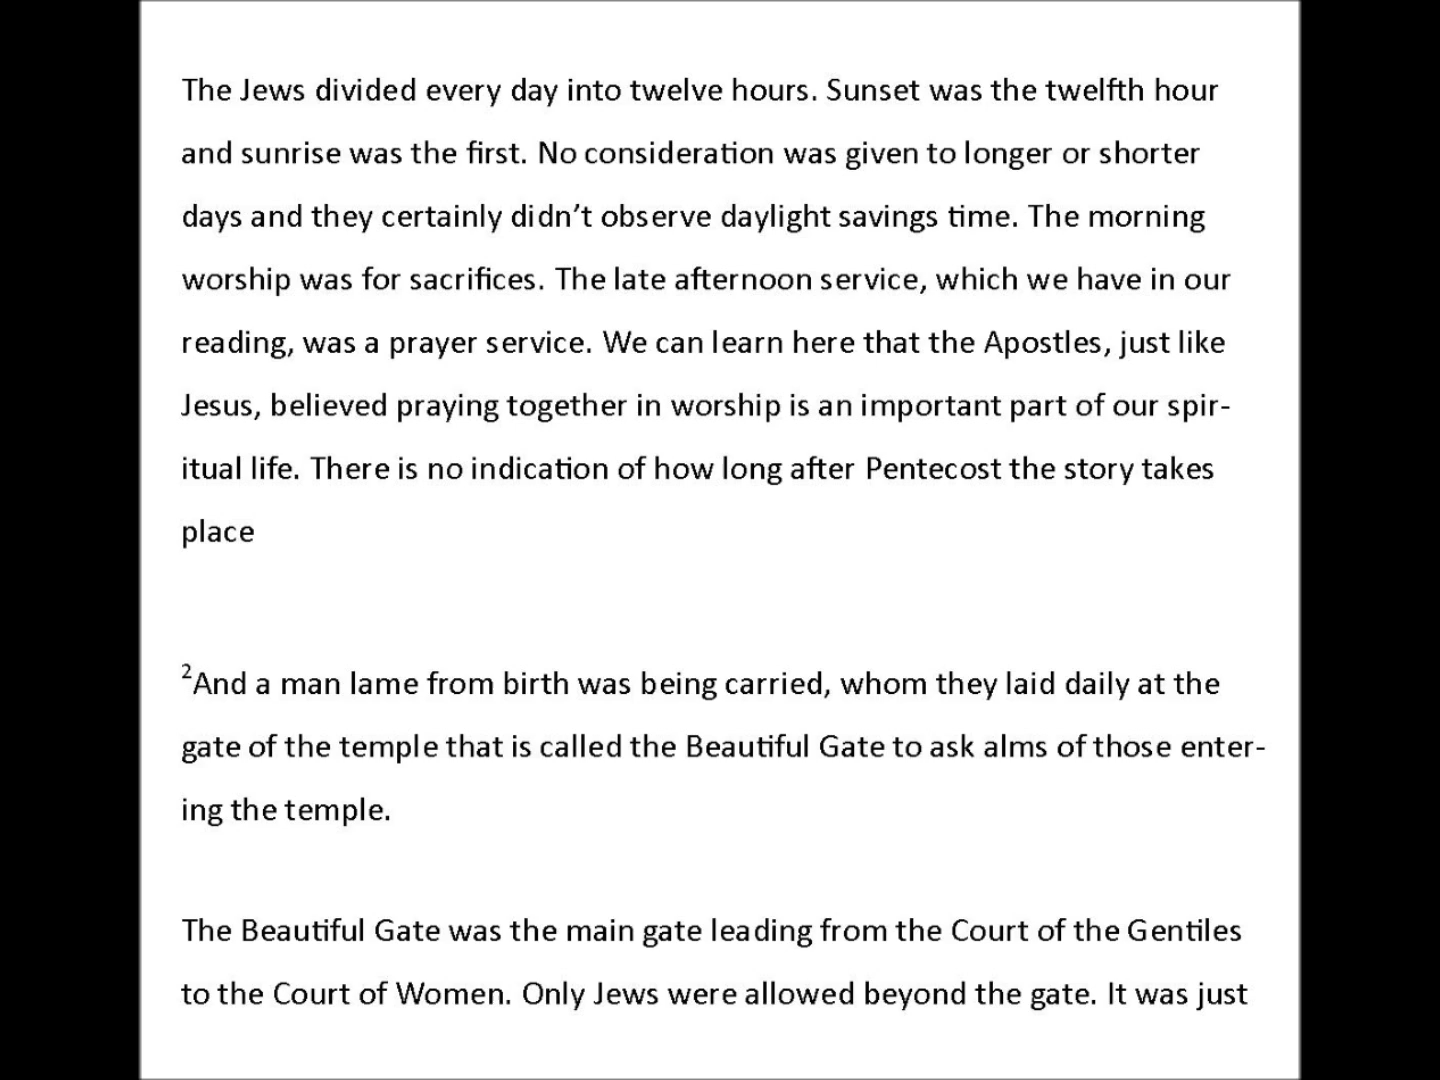 The Jews divided every day into twelve hours. Sunset was the twelfth hour
and sunrise was the first. No consideration was given to longer or shorter
days and they certainly didn’t observe daylight savings time. The morning
worship was for sacrifices. The late afternoon service, which we have in our
reading, was a prayer service. We can learn here that the Apostles, just like
Jesus, believed praying together in worship is an important part of our spir-
itual life. There is no indication of how long after Pentecost the story takes
place
²And a man lame from birth was being carried, whom they laid daily at the
gate of the temple that is called the Beautiful Gate to ask alms of those enter-
ing the temple.
The Beautiful Gate was the main gate leading from the Court of the Gentiles
to the Court of Women. Only Jews were allowed beyond the gate. It was just